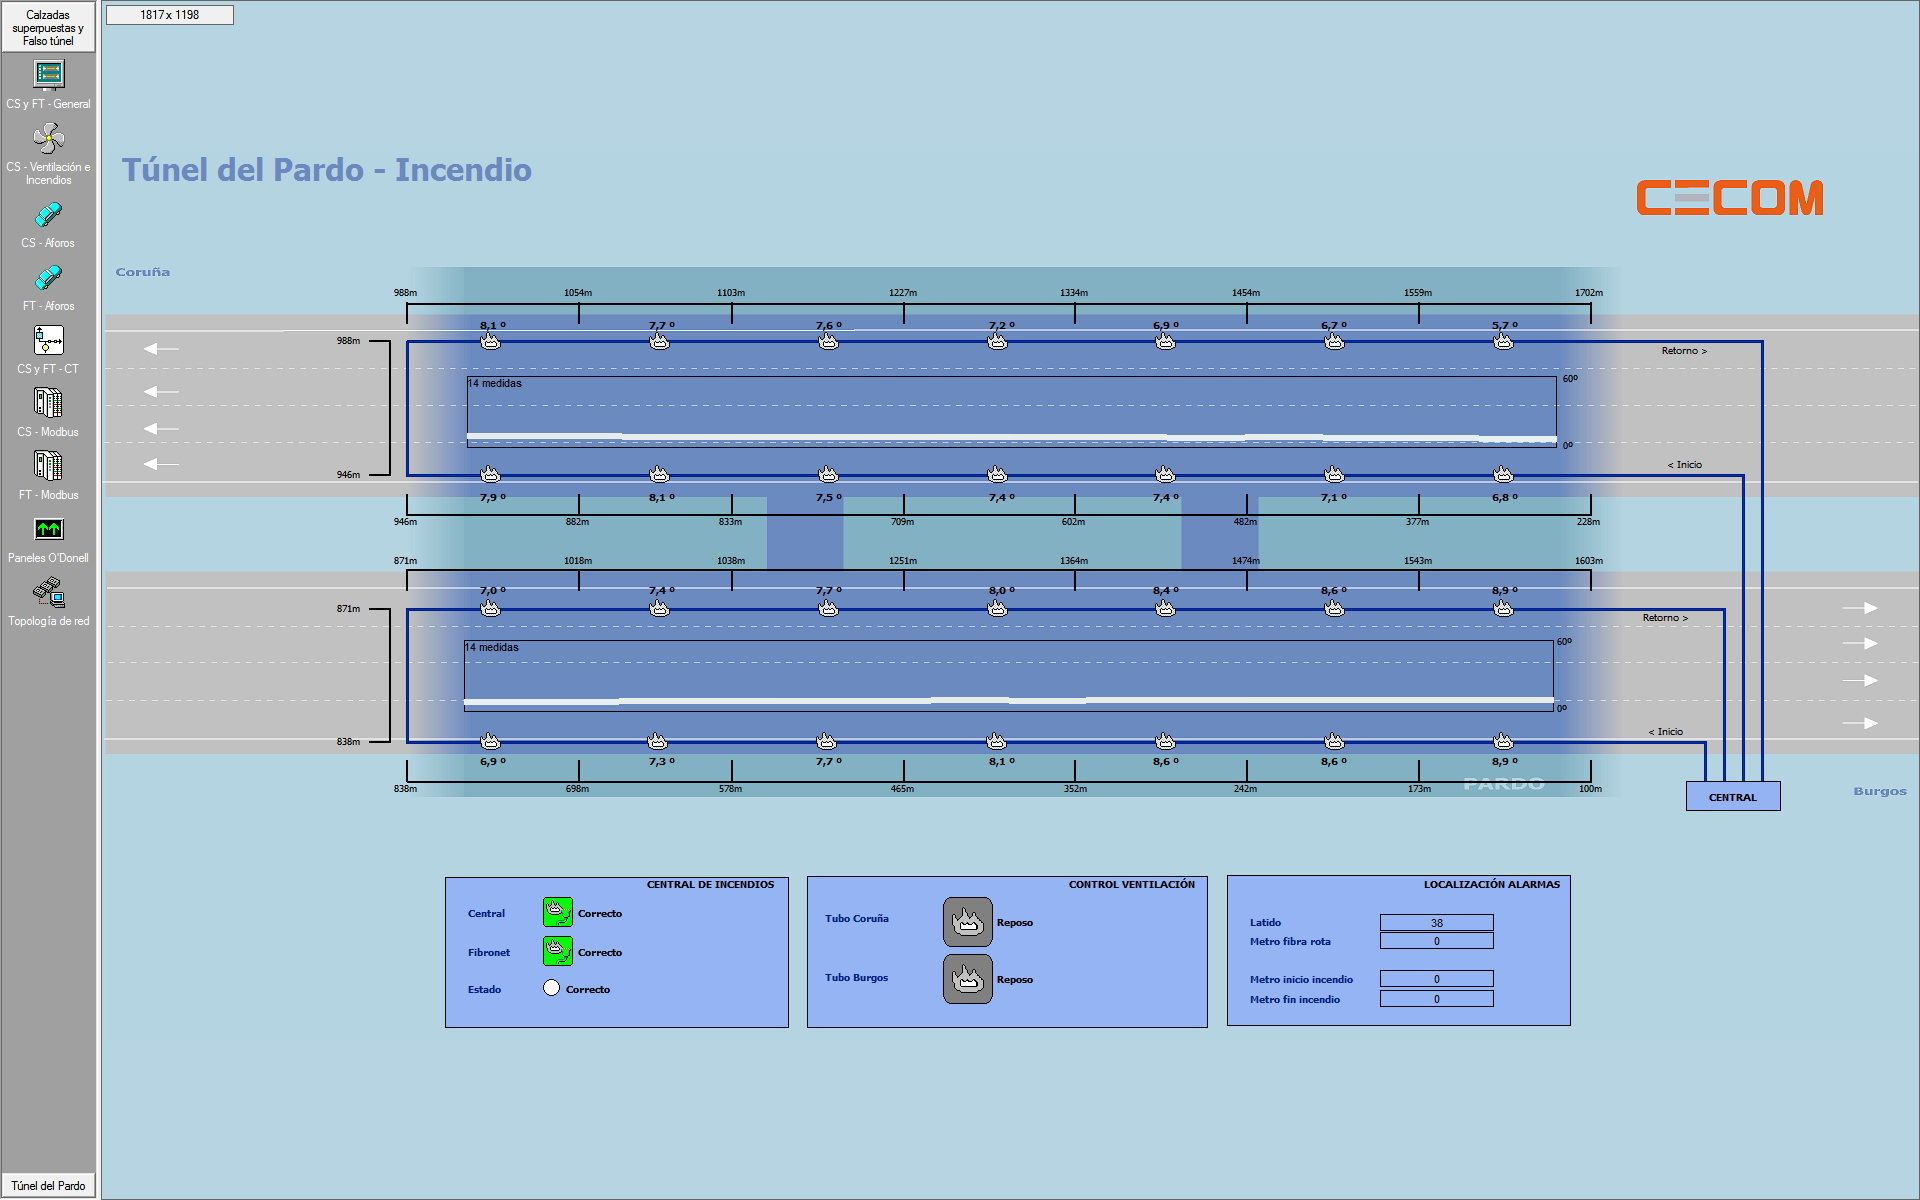 Calzadas
superpuestas y
Falso túnel
1817 x 1198
CS y FT - General
CS - Ventilación e
Incendios
CS - Aforos
FT - Aforos
CS y FT - CT
CS - Modbus
FT - Modbus
Paneles O'Donell
Topología de red
Túnel del Pardo
Túnel del Pardo - Incendio
CECOM
Coruña
988m 1054m 1103m 1227m 1334m 1454m 1559m 1702m
8,1 º 7,7 º 7,6 º 7,2 º 6,9 º 6,7 º 5,7 º
988m
Retorno >
14 medidas
60º
0º
< Inicio
946m
7,9 º 8,1 º 7,5 º 7,4 º 7,4 º 7,1 º 6,8 º
946m 882m 833m 709m 602m 482m 377m 228m
871m 1018m 1038m 1251m 1364m 1474m 1543m 1603m
7,0 º 7,4 º 7,7 º 8,0 º 8,4 º 8,6 º 8,9 º
871m
Retorno >
14 medidas
60º
0º
< Inicio
838m
6,9 º 7,3 º 7,7 º 8,1 º 8,6 º 8,6 º 8,9 º
PARDO
838m 698m 578m 465m 352m 242m 173m 100m
CENTRAL
Burgos
CENTRAL DE INCENDIOS
Central Correcto
Fibronet Correcto
Estado Correcto
CONTROL VENTILACIÓN
Tubo Coruña Reposo
Tubo Burgos Reposo
LOCALIZACIÓN ALARMAS
Latido 38
Metro fibra rota 0
Metro inicio incendio 0
Metro fin incendio 0